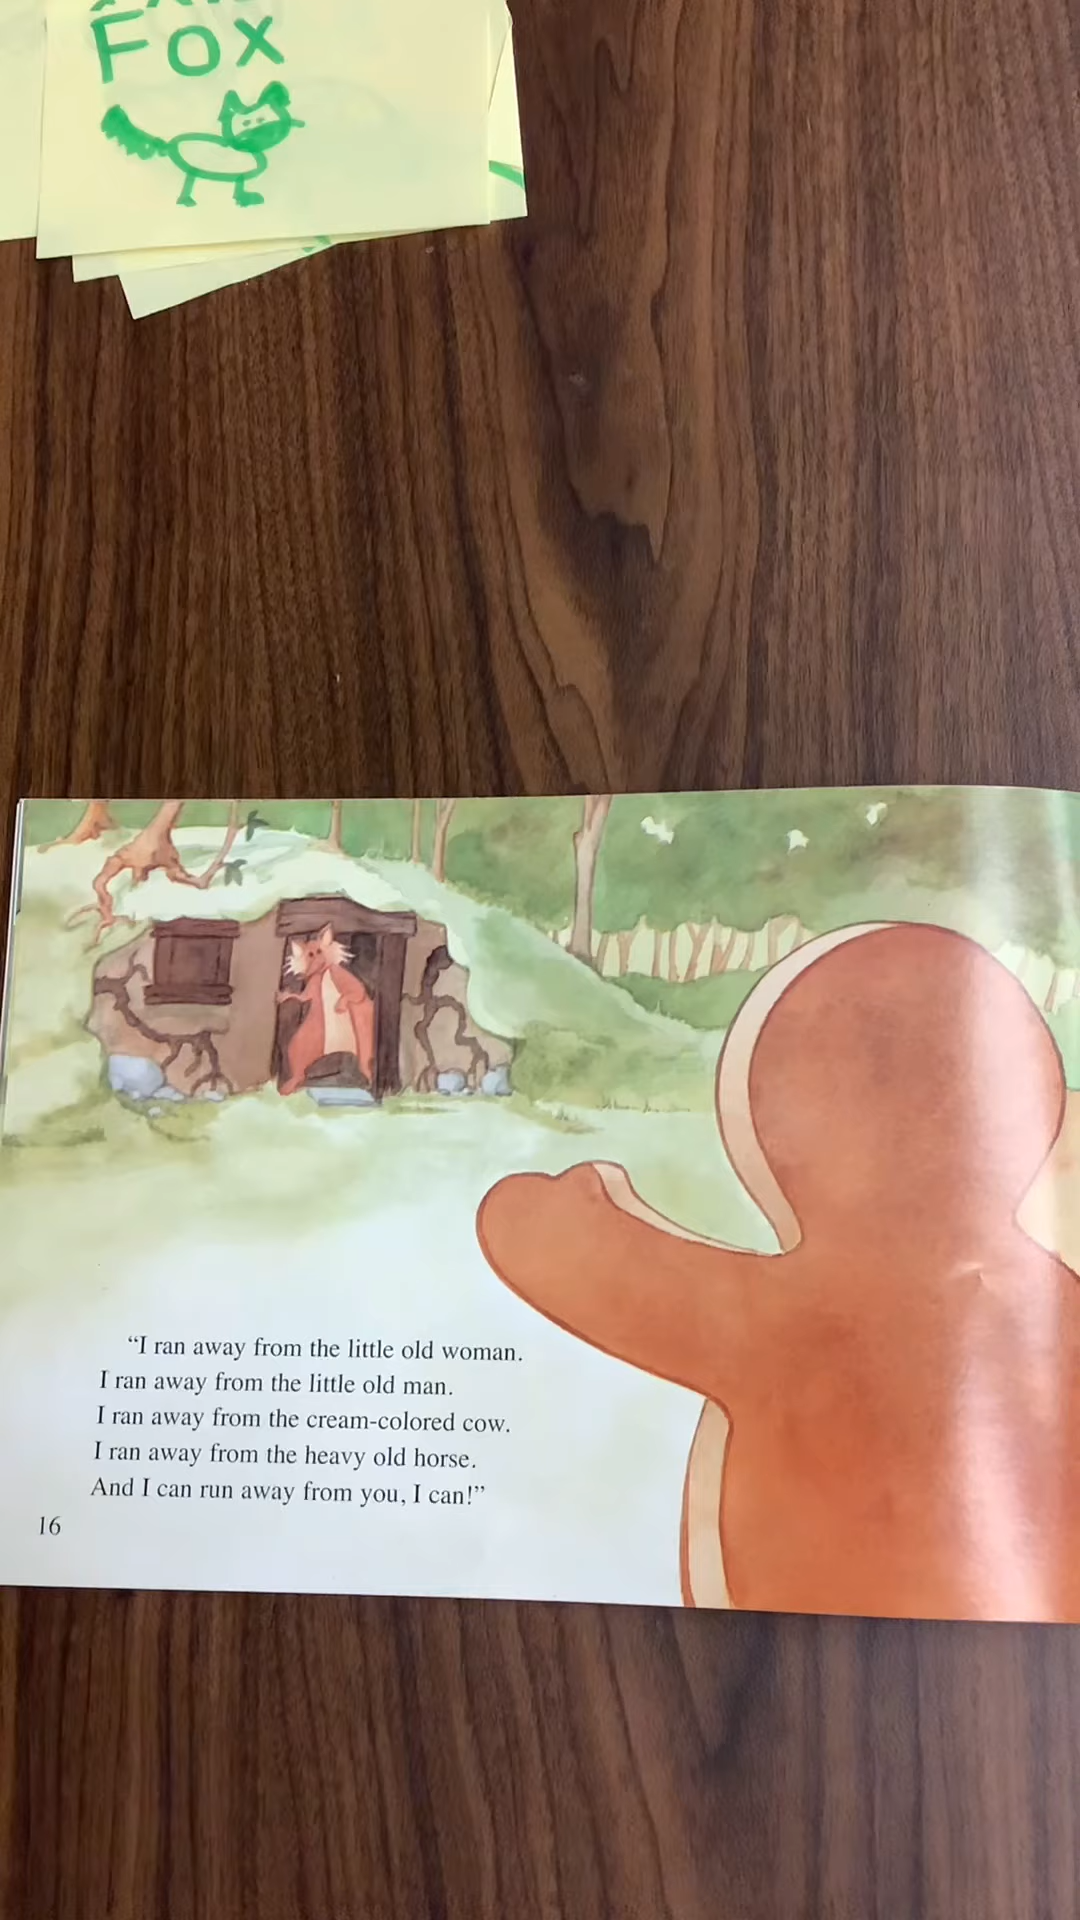 Fox
“I ran away from the little old woman.
I ran away from the little old man.
I ran away from the cream-colored cow.
I ran away from the heavy old horse.
And I can run away from you, I can!”
16